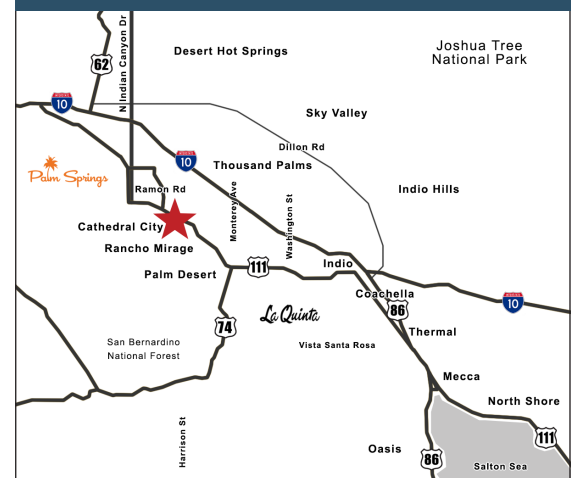 N Indian Canyon Dr
Desert Hot Springs
Joshua Tree
National Park
62
10
Sky Valley
Dillon Rd
10
Thousand Palms
Palm Springs
Ramon Rd
Indio Hills
Monterey Ave
Washington St
Cathedral City
Rancho Mirage
Palm Desert
111
Indio
Coachella
10
86
La Quinta
74
Thermal
San Bernardino
National Forest
Vista Santa Rosa
Mecca
North Shore
Harrison St
111
Oasis
86
Salton Sea